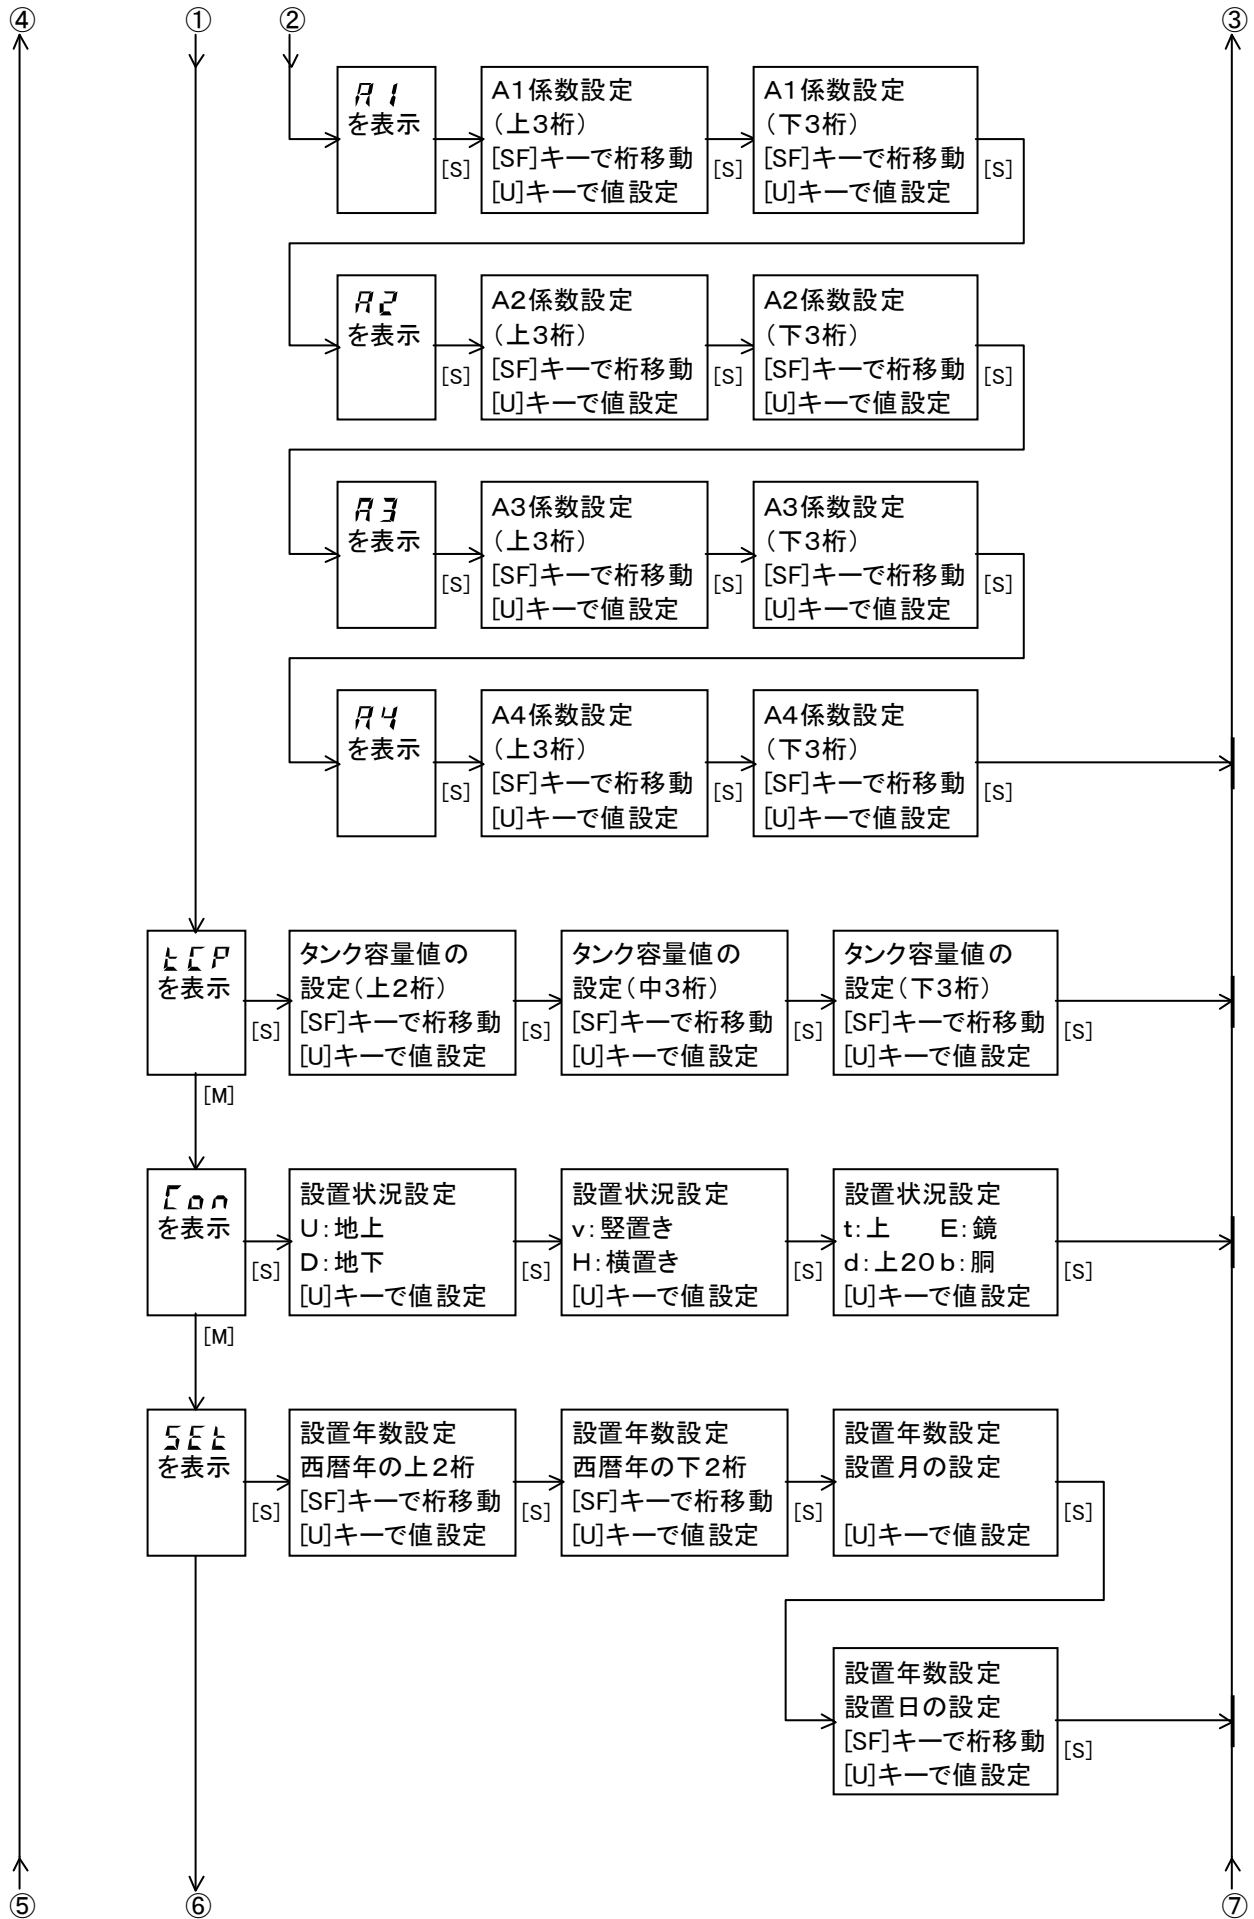 ④ ① ② ③
A1
を表示
[S]
A1係数設定
(上3桁)
[SF]キーで桁移動
[U]キーで値設定
[S]
A1係数設定
(下3桁)
[SF]キーで桁移動
[U]キーで値設定
[S]
A2
を表示
[S]
A2係数設定
(上3桁)
[SF]キーで桁移動
[U]キーで値設定
[S]
A2係数設定
(下3桁)
[SF]キーで桁移動
[U]キーで値設定
[S]
A3
を表示
[S]
A3係数設定
(上3桁)
[SF]キーで桁移動
[U]キーで値設定
[S]
A3係数設定
(下3桁)
[SF]キーで桁移動
[U]キーで値設定
[S]
A4
を表示
[S]
A4係数設定
(上3桁)
[SF]キーで桁移動
[U]キーで値設定
[S]
A4係数設定
(下3桁)
[SF]キーで桁移動
[U]キーで値設定
[S]
tCP
を表示
[S]
タンク容量値の
設定(上2桁)
[SF]キーで桁移動
[U]キーで値設定
[S]
タンク容量値の
設定(中3桁)
[SF]キーで桁移動
[U]キーで値設定
[S]
タンク容量値の
設定(下3桁)
[SF]キーで桁移動
[U]キーで値設定
[S]
[M]
Con
を表示
[S]
設置状況設定
U:地上
D:地下
[U]キーで値設定
[S]
設置状況設定
v:竪置き
H:横置き
[U]キーで値設定
[S]
設置状況設定
t:上 E:鏡
d:上20 b:胴
[U]キーで値設定
[S]
[M]
SEt
を表示
[S]
設置年数設定
西暦年の上2桁
[SF]キーで桁移動
[U]キーで値設定
[S]
設置年数設定
西暦年の下2桁
[SF]キーで桁移動
[U]キーで値設定
[S]
設置年数設定
設置月の設定
[U]キーで値設定
[S]
設置年数設定
設置日の設定
[SF]キーで桁移動
[U]キーで値設定
[S]
⑤ ⑥ ⑦